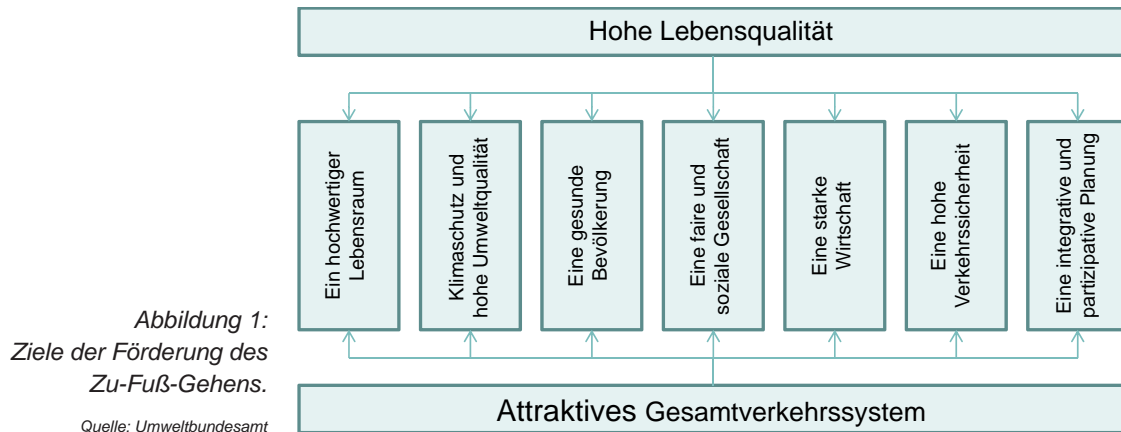 Hohe Lebensqualität
Ein hochwertiger
Lebensraum
Klimaschutz und
hohe Umweltqualität
Eine gesunde
Bevölkerung
Eine faire und
soziale Gesellschaft
Eine starke
Wirtschaft
Eine hohe
Verkehrssicherheit
Eine integrative und
partizipative Planung
Abbildung 1:
Ziele der Förderung des
Zu-Fuß-Gehens.
Quelle: Umweltbundesamt
Attraktives Gesamtverkehrssystem